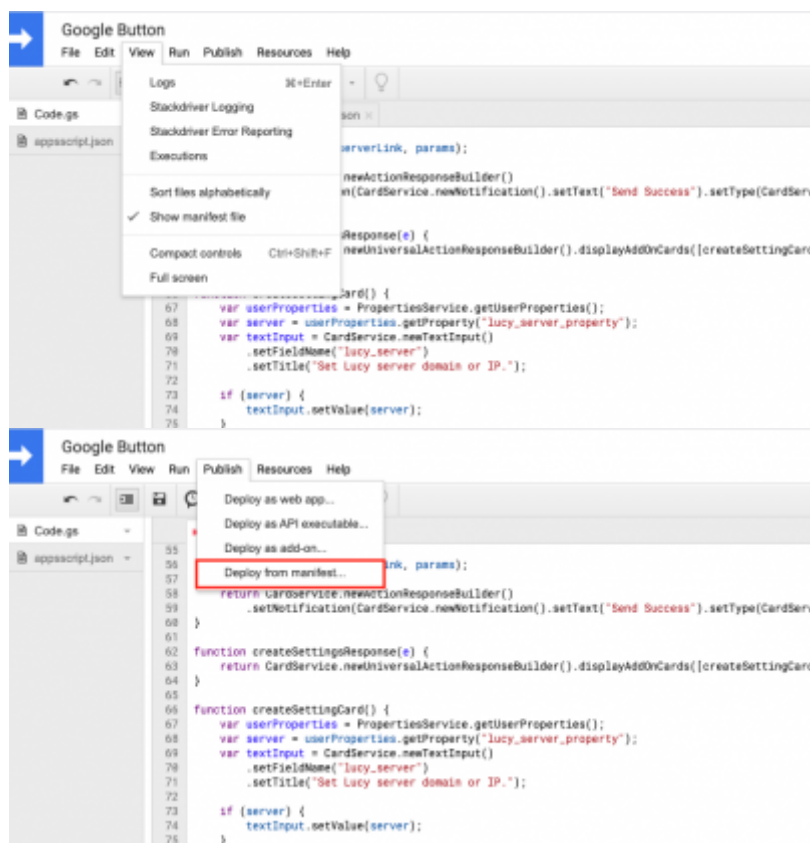 Google Button
File Edit View Run Publish Resources Help
Logs ⌘+Enter
Code.gs
Stackdriver Logging
son ×
appsscript.json
Stackdriver Error Reporting
serverLink, params);
Executions
newActionResponseBuilder()
n(CardService.newNotification().setText("Send Success").setType(CardServ
Sort files alphabetically
✓ Show manifest file
Response(e) {
Compact controls Ctrl+Shift+F
newUniversalActionResponseBuilder().displayAddOnCards([createSettingCard
Full screen
67 var userProperties = PropertiesService.getUserProperties();
68 var server = userProperties.getProperty("lucy_server_property");
69 var textInput = CardService.newTextInput()
70 .setFieldName("lucy_server")
71 .setTitle("Set Lucy server domain or IP.");
72
73 if (server) {
74 textInput.setValue(server);
75 }
Google Button
File Edit View Run Publish Resources Help
Deploy as web app...
Deploy as API executable...
Code.gs
Deploy as add-on...
appsscript.json
Deploy from manifest...
55
56 ink, params);
57
58 return CardService.newActionResponseBuilder()
59 .setNotification(CardService.newNotification().setText("Send Success").setType(CardServ
60 }
61
62 function createSettingsResponse(e) {
63 return CardService.newUniversalActionResponseBuilder().displayAddOnCards([createSettingCard
64 }
65
66 function createSettingCard() {
67 var userProperties = PropertiesService.getUserProperties();
68 var server = userProperties.getProperty("lucy_server_property");
69 var textInput = CardService.newTextInput()
70 .setFieldName("lucy_server")
71 .setTitle("Set Lucy server domain or IP.");
72
73 if (server) {
74 textInput.setValue(server);
75 }